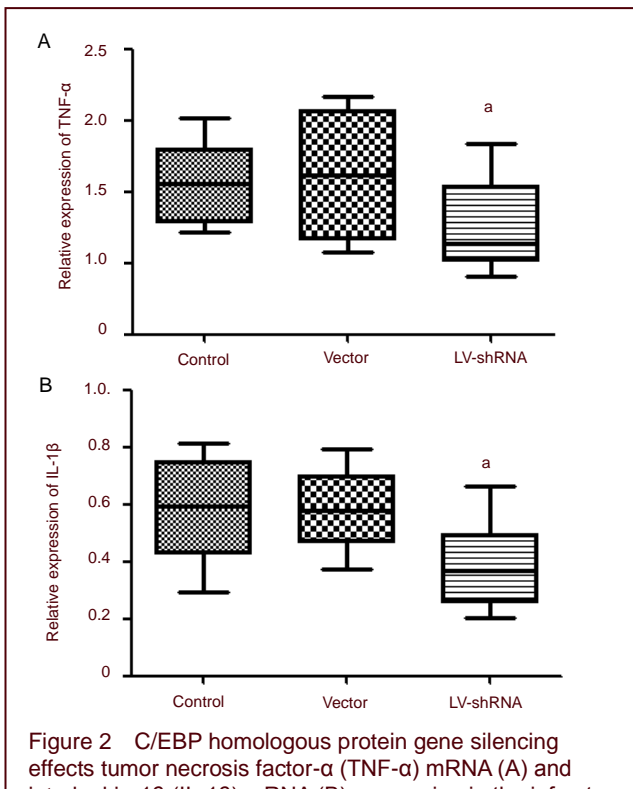 A
2.5
2.0
1.5
1.0
0
Relative expression of TNF-α
a
Control
Vector
LV-shRNA
B
1.0.
0.8
0.6
0.4
0.2
0
Relative expression of IL-1β
a
Control
Vector
LV-shRNA
Figure 2 C/EBP homologous protein gene silencing
effects tumor necrosis factor-α (TNF-α) mRNA (A) and